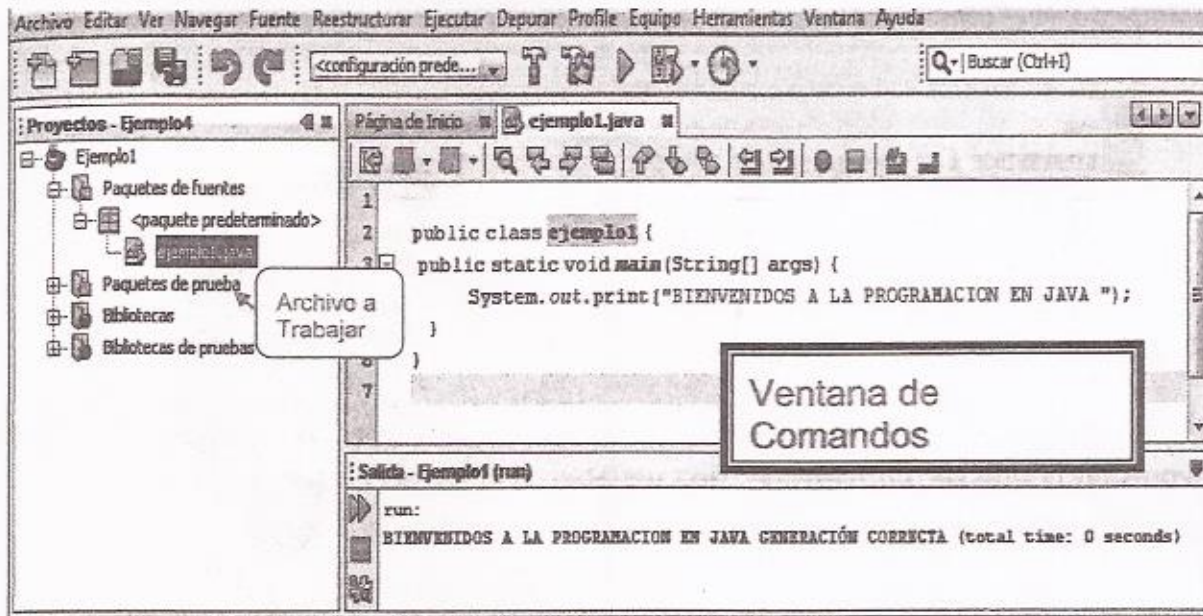 Archivo Editar Ver Navegar Fuente Reestructurar Ejecutar Depurar Profile Equipo Herramientas Ventana Ayuda
<configuración prede...
Buscar (Ctrl+I)
Proyectos - Ejemplo4
Página de Inicio
ejemplo1.java
Ejemplo1
Paquetes de fuentes
<paquete predeterminado>
ejemplo1.java
Paquetes de prueba
Bibliotecas
Bibliotecas de pruebas
Archivo a
Trabajar
1
2 public class ejemplo1 {
3 public static void main(String[] args) {
System.out.print("BIENVENIDOS A LA PROGRAMACION EN JAVA ");
}
}
7
Ventana de
Comandos
Salida - Ejemplo1 (run)
run:
BIENVENIDOS A LA PROGRAMACION EN JAVA GENERACIÓN CORRECTA (total time: 0 seconds)